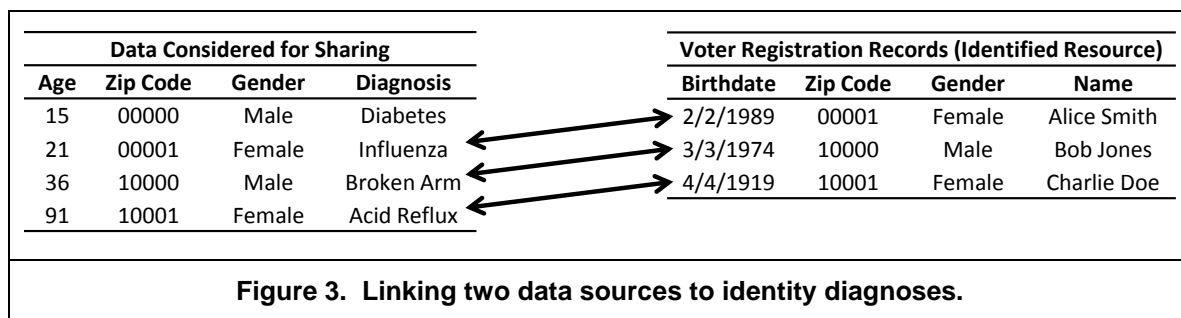 Data Considered for Sharing
Age Zip Code Gender Diagnosis
15 00000 Male Diabetes
21 00001 Female Influenza
36 10000 Male Broken Arm
91 10001 Female Acid Reflux
Voter Registration Records (Identified Resource)
Birthdate Zip Code Gender Name
2/2/1989 00001 Female Alice Smith
3/3/1974 10000 Male Bob Jones
4/4/1919 10001 Female Charlie Doe
Figure 3. Linking two data sources to identity diagnoses.